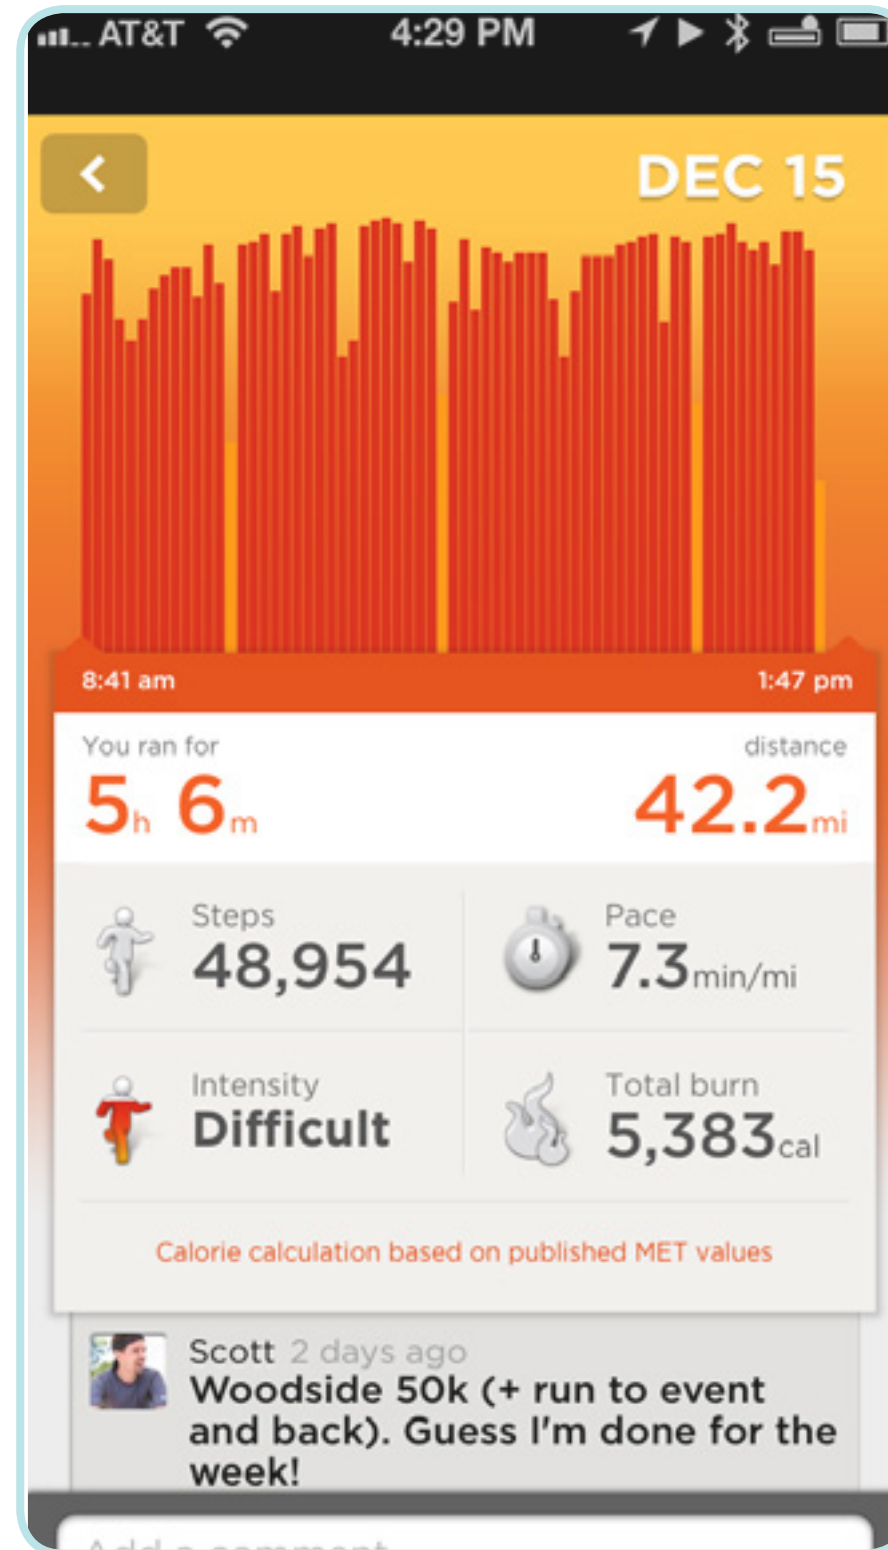 AT&T 4:29 PM
DEC 15
8:41 am 1:47 pm
You ran for distance
5h 6m 42.2mi
Steps Pace
48,954 7.3min/mi
Intensity Total burn
Difficult 5,383cal
Calorie calculation based on published MET values
Scott 2 days ago
Woodside 50k (+ run to event
and back). Guess I'm done for the
week!
Add a comment